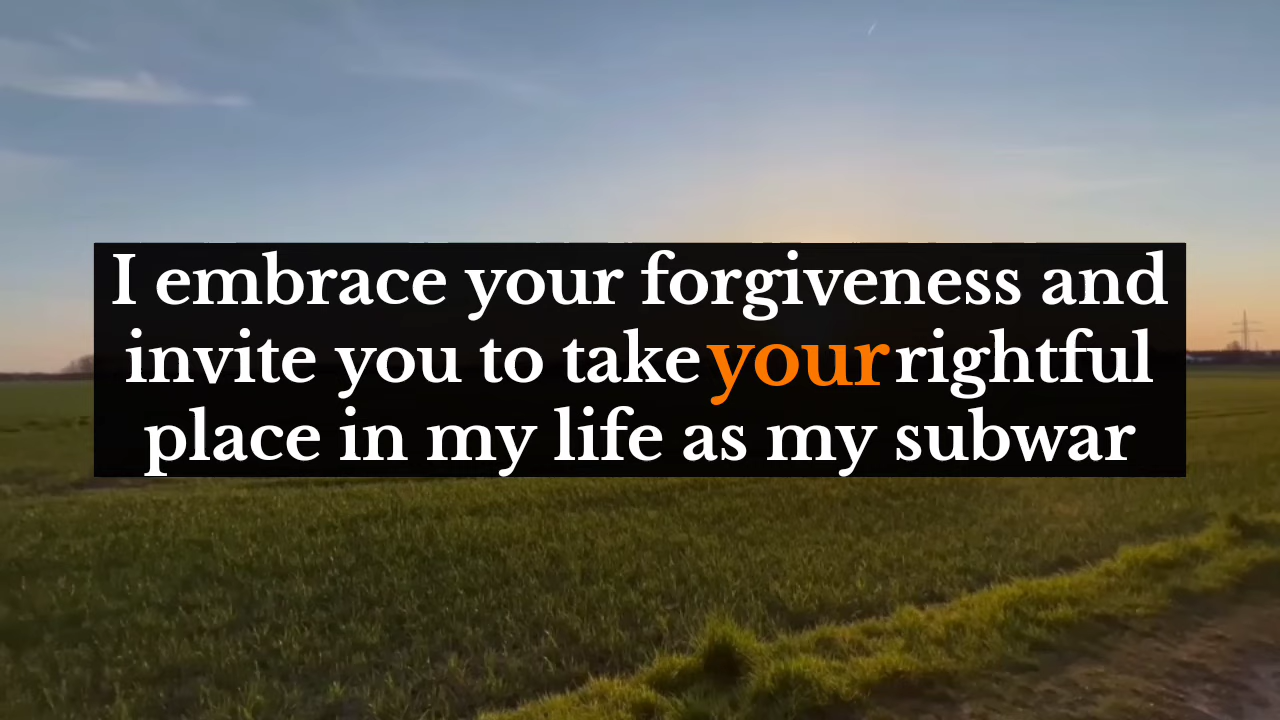 I embrace your forgiveness and
invite you to take your rightful
place in my life as my subwar